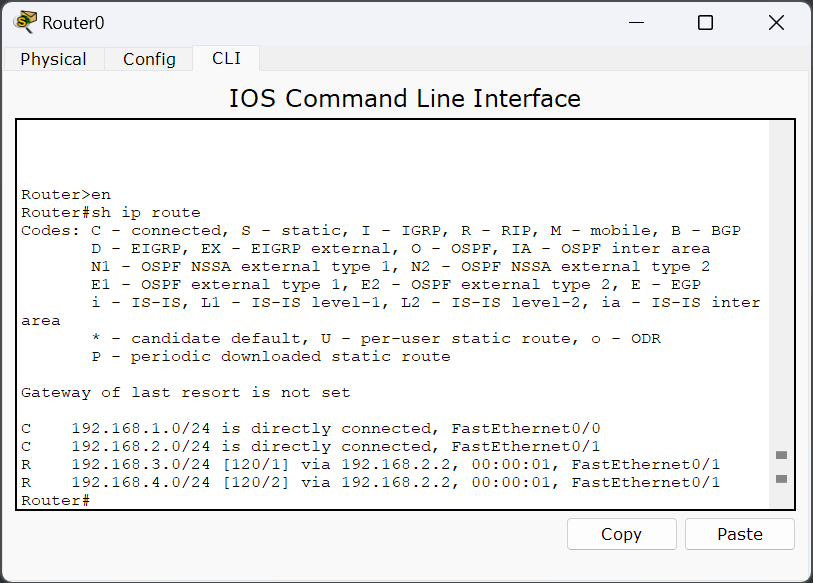 Router0
Physical Config CLI
IOS Command Line Interface
Router>en
Router#sh ip route
Codes: C - connected, S - static, I - IGRP, R - RIP, M - mobile, B - BGP
D - EIGRP, EX - EIGRP external, O - OSPF, IA - OSPF inter area
N1 - OSPF NSSA external type 1, N2 - OSPF NSSA external type 2
E1 - OSPF external type 1, E2 - OSPF external type 2, E - EGP
i - IS-IS, L1 - IS-IS level-1, L2 - IS-IS level-2, ia - IS-IS inter
area
* - candidate default, U - per-user static route, o - ODR
P - periodic downloaded static route
Gateway of last resort is not set
C 192.168.1.0/24 is directly connected, FastEthernet0/0
C 192.168.2.0/24 is directly connected, FastEthernet0/1
R 192.168.3.0/24 [120/1] via 192.168.2.2, 00:00:01, FastEthernet0/1
R 192.168.4.0/24 [120/2] via 192.168.2.2, 00:00:01, FastEthernet0/1
Router#
Copy Paste